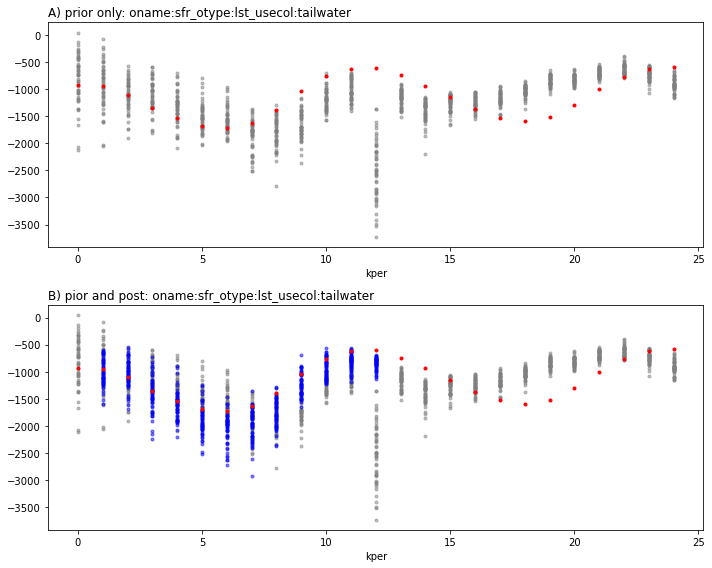 A) prior only: oname:sfr_otype:lst_usecol:tailwater
0
−500
−1000
−1500
−2000
−2500
−3000
−3500
0 5 10 15 20 25
kper
B) pior and post: oname:sfr_otype:lst_usecol:tailwater
0
−500
−1000
−1500
−2000
−2500
−3000
−3500
0 5 10 15 20 25
kper